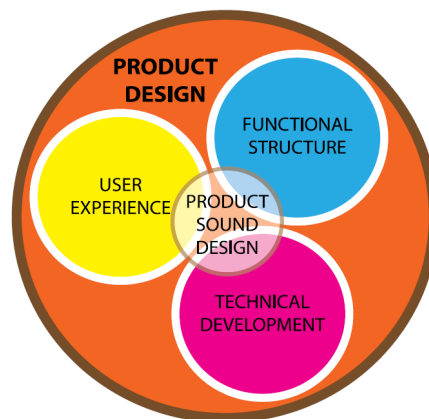 PRODUCT
DESIGN
FUNCTIONAL
STRUCTURE
USER
EXPERIENCE
PRODUCT
SOUND
DESIGN
TECHNICAL
DEVELOPMENT